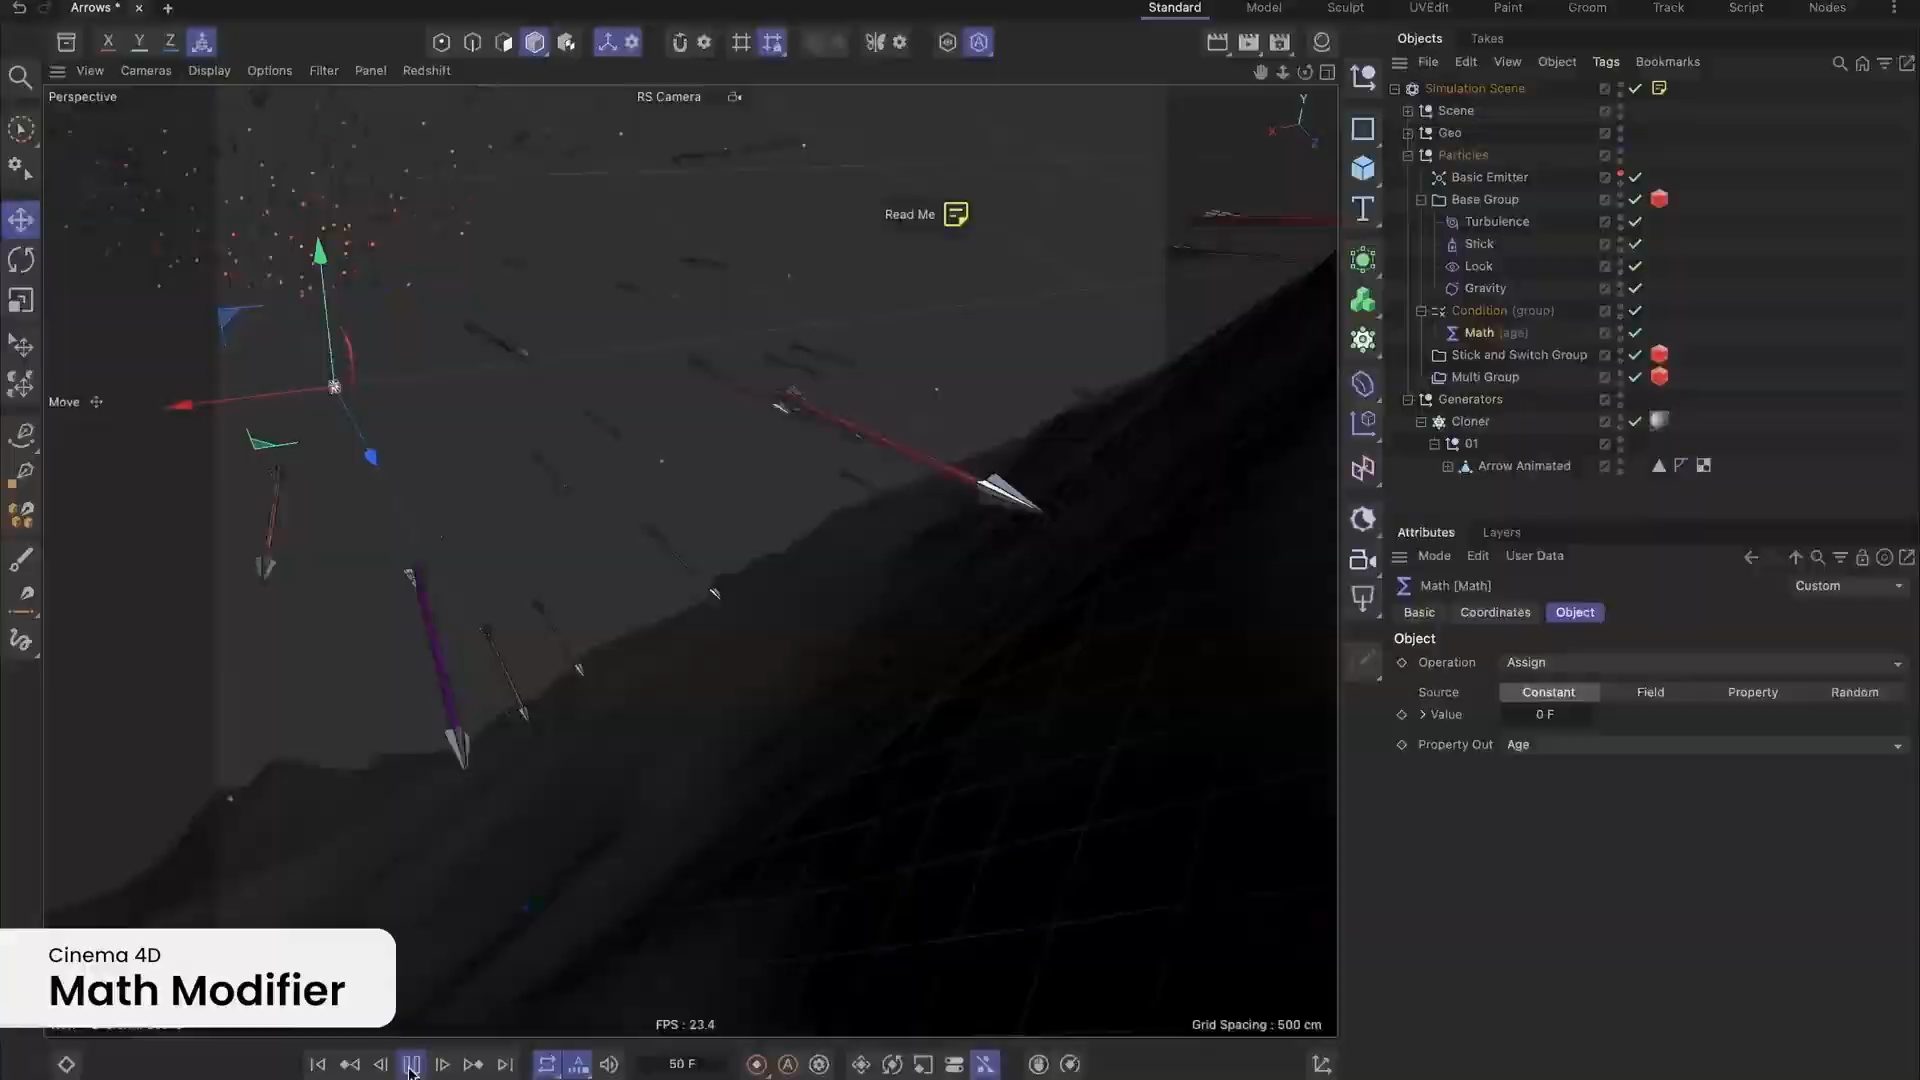 Arrows *
Standard
Model
Sculpt
UVEdit
Paint
Groom
Track
Script
Nodes
X
Y
Z
Objects
Takes
View
Cameras
Display
Options
Filter
Panel
Redshift
File
Edit
View
Object
Tags
Bookmarks
Perspective
RS Camera
Y
X
Z
Read Me
Move
Simulation Scene
Scene
Geo
Particles
Basic Emitter
Base Group
Turbulence
Stick
Look
Gravity
Condition (group)
Math (age)
Stick and Switch Group
Multi Group
Generators
Cloner
01
Arrow Animated
Attributes
Layers
Mode
Edit
User Data
Math [Math]
Custom
Basic
Coordinates
Object
Object
Operation
Assign
Source
Constant
Field
Property
Random
Value
0 F
Property Out
Age
Cinema 4D
Math Modifier
FPS : 23.4
Grid Spacing : 500 cm
50 F